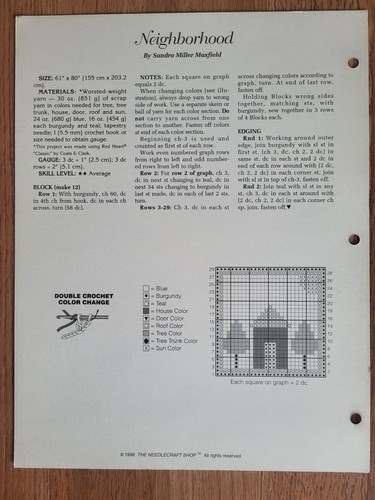 Neighborhood
By Sandra Miller Maxfield
SIZE: 61" x 80" (155 cm x 203.2
cm).
MATERIALS: *Worsted-weight
yarn — 30 oz. (851 g) of scrap
yarn in colors needed for tree, tree
trunk, house, door, roof and sun,
24 oz. (680 g) blue, 16 oz. (454 g)
each burgundy and teal; tapestry
needle; I [5.5 mm) crochet hook or
size needed to obtain gauge.
*This project was made using Red Heart®
"Classic" by Coats & Clark.
GAUGE: 3 dc = 1" (2.5 cm); 3 dc
rows = 2" (5.1 cm).
SKILL LEVEL: ★★ Average
BLOCK (make 12)
Row 1: With burgundy, ch 60, dc
in 4th ch from hook, dc in each ch
across, turn (58 dc).
NOTES: Each square on graph
equals 2 dc.
When changing colors (see illus-
tration), always drop yarn to wrong
side of work. Use a separate skein or
ball of yarn for each color section. Do
not carry yarn across from one
section to another. Fasten off colors
at end of each color section.
Beginning ch-3 is used and
counted as first st of each row.
Work even numbered graph rows
from right to left and odd number-
ed rows from left to right.
Row 2: For row 2 of graph, ch 3,
dc in next st changing to teal, dc in
next 54 sts changing to burgundy in
last st made, dc in each of last 2 sts,
turn.
Rows 3-29: Ch 3, dc in each st
across changing colors according to
graph, turn. At end of last row,
fasten off.
Holding Blocks wrong sides
together, matching sts, with
burgundy, sew together in 3 rows
of 4 Blocks each.
EDGING
Rnd 1: Working around outer
edge, join burgundy with sl st in
first st, (ch 3, dc, ch 2, 2 dc) in
same st, dc in each st and 2 dc in
end of each row around with (2 dc,
ch 2, 2 dc) in each corner st, join
with sl st in top of ch-3, fasten off.
Rnd 2: Join teal with sl st in any
st, ch 3, dc in each st around with
(2 dc, ch 2, 2 dc) in each corner ch
sp, join, fasten off.♥
DOUBLE CROCHET
COLOR CHANGE
= Blue
= Burgundy
= Teal
= House Color
= Door Color
= Roof Color
= Tree Color
= Tree Trunk Color
= Sun Color
Each square on graph = 2 dc.
© 1998 THE NEEDLECRAFT SHOP™ All rights reserved.